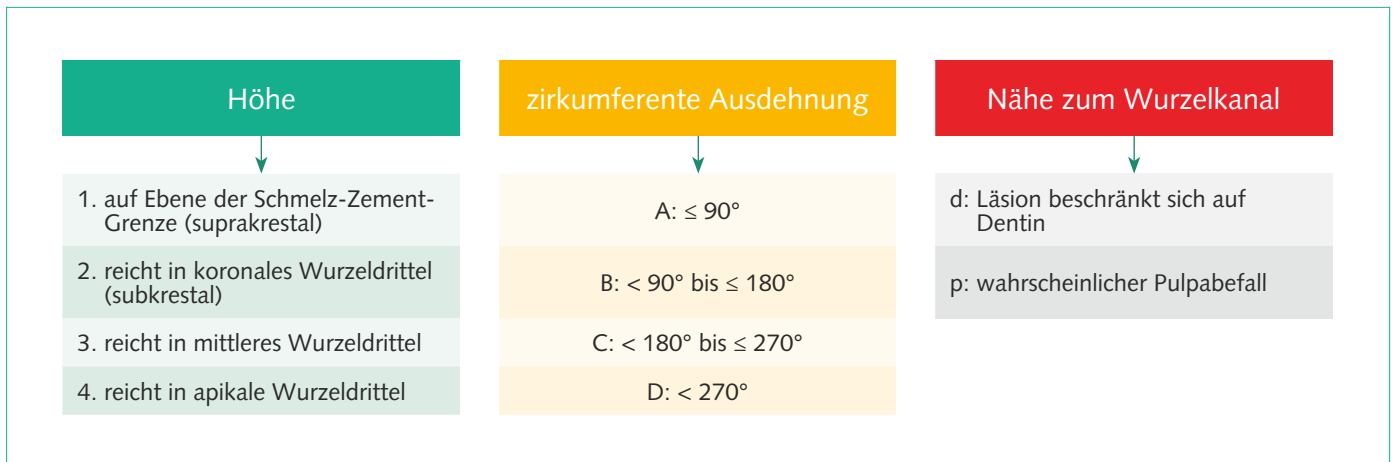 Höhe
1. auf Ebene der Schmelz-Zement-
Grenze (suprakrestal)
2. reicht in koronales Wurzeldrittel
(subkrestal)
3. reicht in mittleres Wurzeldrittel
4. reicht in apikale Wurzeldrittel
zirkumferente Ausdehnung
A: ≤ 90°
B: < 90° bis ≤ 180°
C: < 180° bis ≤ 270°
D: < 270°
Nähe zum Wurzelkanal
d: Läsion beschränkt sich auf
Dentin
p: wahrscheinlicher Pulpabefall